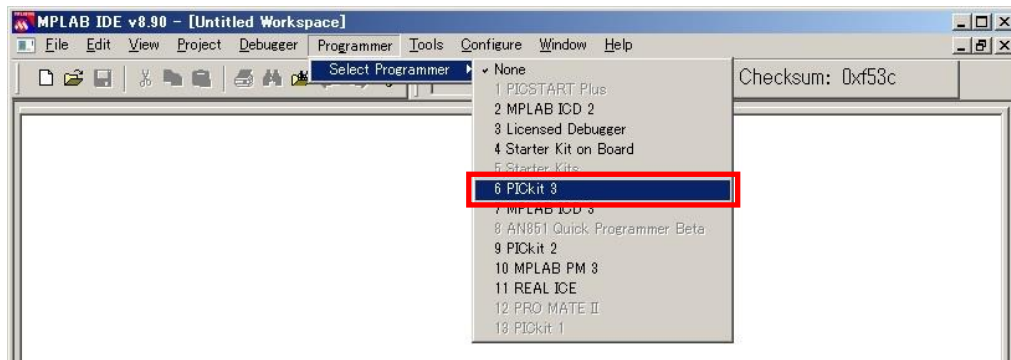 MPLAB IDE v8.90 - [Untitled Workspace]
File Edit View Project Debugger Programmer Tools Configure Window Help
Select Programmer
Checksum: 0xf53c
None
1 PICSTART Plus
2 MPLAB ICD 2
3 Licensed Debugger
4 Starter Kit on Board
5 Starter Kits
6 PICkit 3
7 MPLAB ICD 3
8 AN851 Quick Programmer Beta
9 PICkit 2
10 MPLAB PM 3
11 REAL ICE
12 PRO MATE II
13 PICkit 1